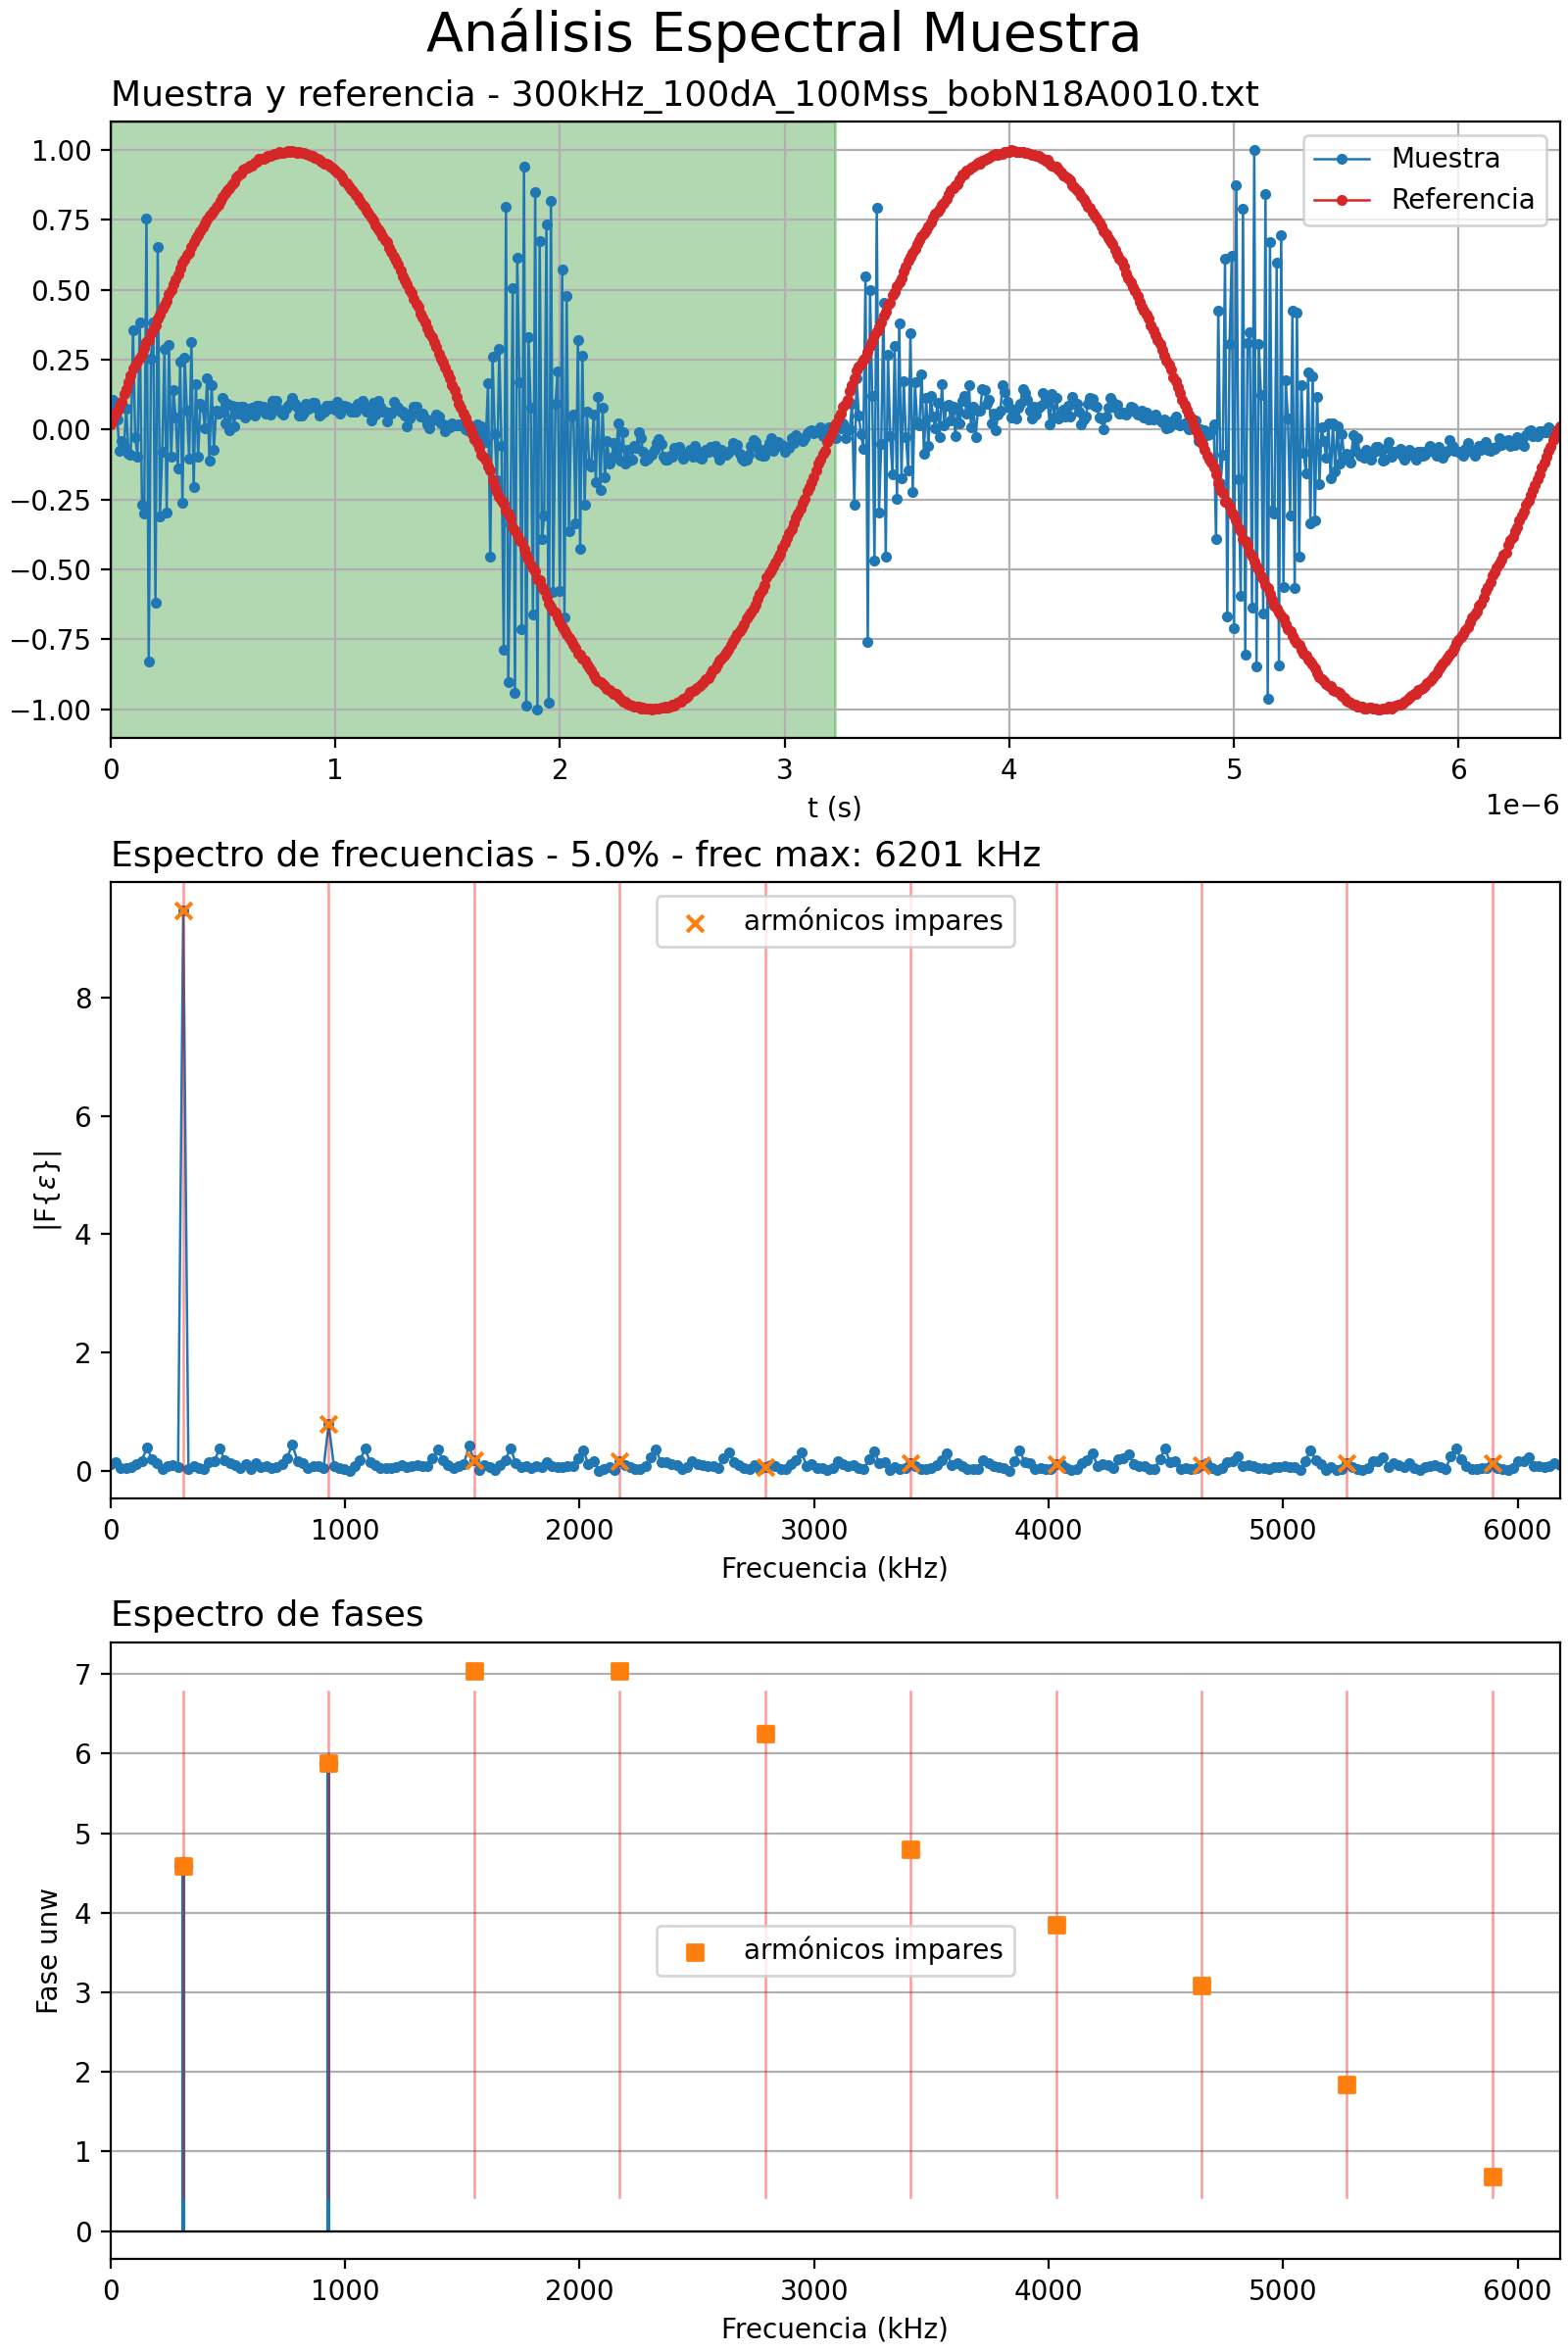 Análisis Espectral Muestra
Muestra y referencia - 300kHz_100dA_100Mss_bobN18A0010.txt
1.00
0.75
0.50
0.25
0.00
−0.25
−0.50
−0.75
−1.00
Muestra
Referencia
0 1 2 3 4 5 6
1e−6
t (s)
Espectro de frecuencias - 5.0% - frec max: 6201 kHz
armónicos impares
8
6
4
2
0
|F{ε}|
0 1000 2000 3000 4000 5000 6000
Frecuencia (kHz)
Espectro de fases
7
6
5
4
3
2
1
0
Fase unw
armónicos impares
0 1000 2000 3000 4000 5000 6000
Frecuencia (kHz)